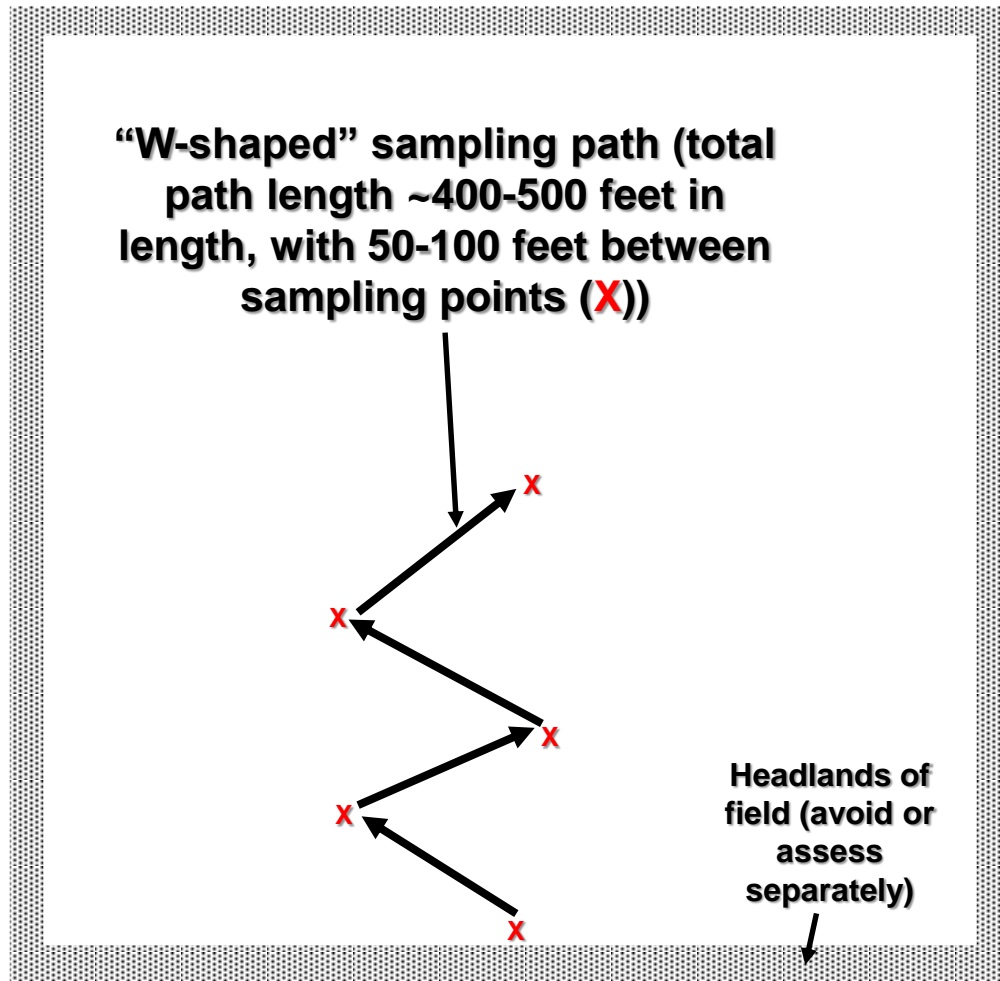 “W-shaped” sampling path (total
path length ~400-500 feet in
length, with 50-100 feet between
sampling points (X))
X
X
X
X
X
Headlands of
field (avoid or
assess
separately)